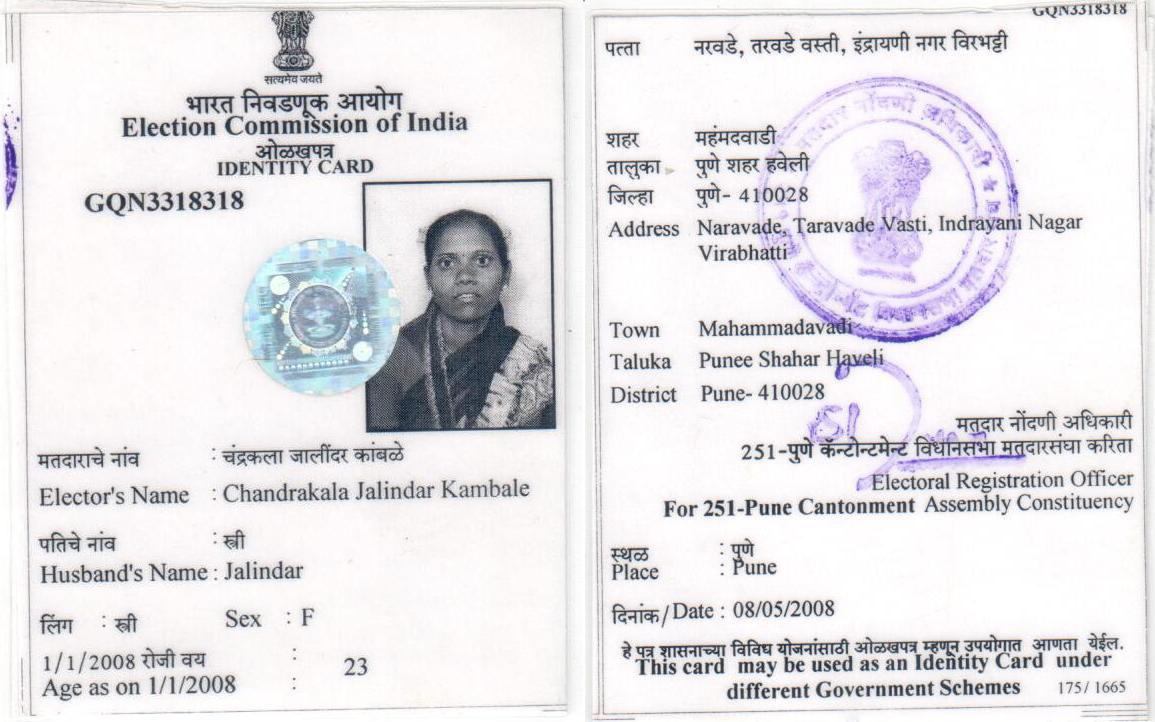 सत्यमेव जयते
भारत निवडणूक आयोग
Election Commission of India
ओळखपत्र
IDENTITY CARD
GQN3318318
मतदाराचे नांव : चंद्रकला जालींदर कांबळे
Elector's Name : Chandrakala Jalindar Kambale
पतिचे नांव : स्त्री
Husband's Name : Jalindar
लिंग : स्त्री Sex : F
1/1/2008 रोजी वय :
Age as on 1/1/2008 : 23
GQN3318318
पत्ता नरवडे, तरवडे वस्ती, इंद्रायणी नगर विरभट्टी
शहर महंमदवाडी
तालुका पुणे शहर हवेली
जिल्हा पुणे- 410028
Address Naravade, Taravade Vasti, Indrayani Nagar
Virabhatti
Town Mahammadavadi
Taluka Punee Shahar Haveli
District Pune- 410028
मतदार नोंदणी अधिकारी
251-पुणे कॅन्टोन्टमेन्ट विधानसभा मतदारसंघा करिता
Electoral Registration Officer
For 251-Pune Cantonment Assembly Constituency
स्थळ : पुणे
Place : Pune
दिनांक/Date : 08/05/2008
हे पत्र शासनाच्या विविध योजनांसाठी ओळखपत्र म्हणून उपयोगात आणता येईल.
This card may be used as an Identity Card under
different Government Schemes 175/1665
मतदार नोंदणी अधिकारी